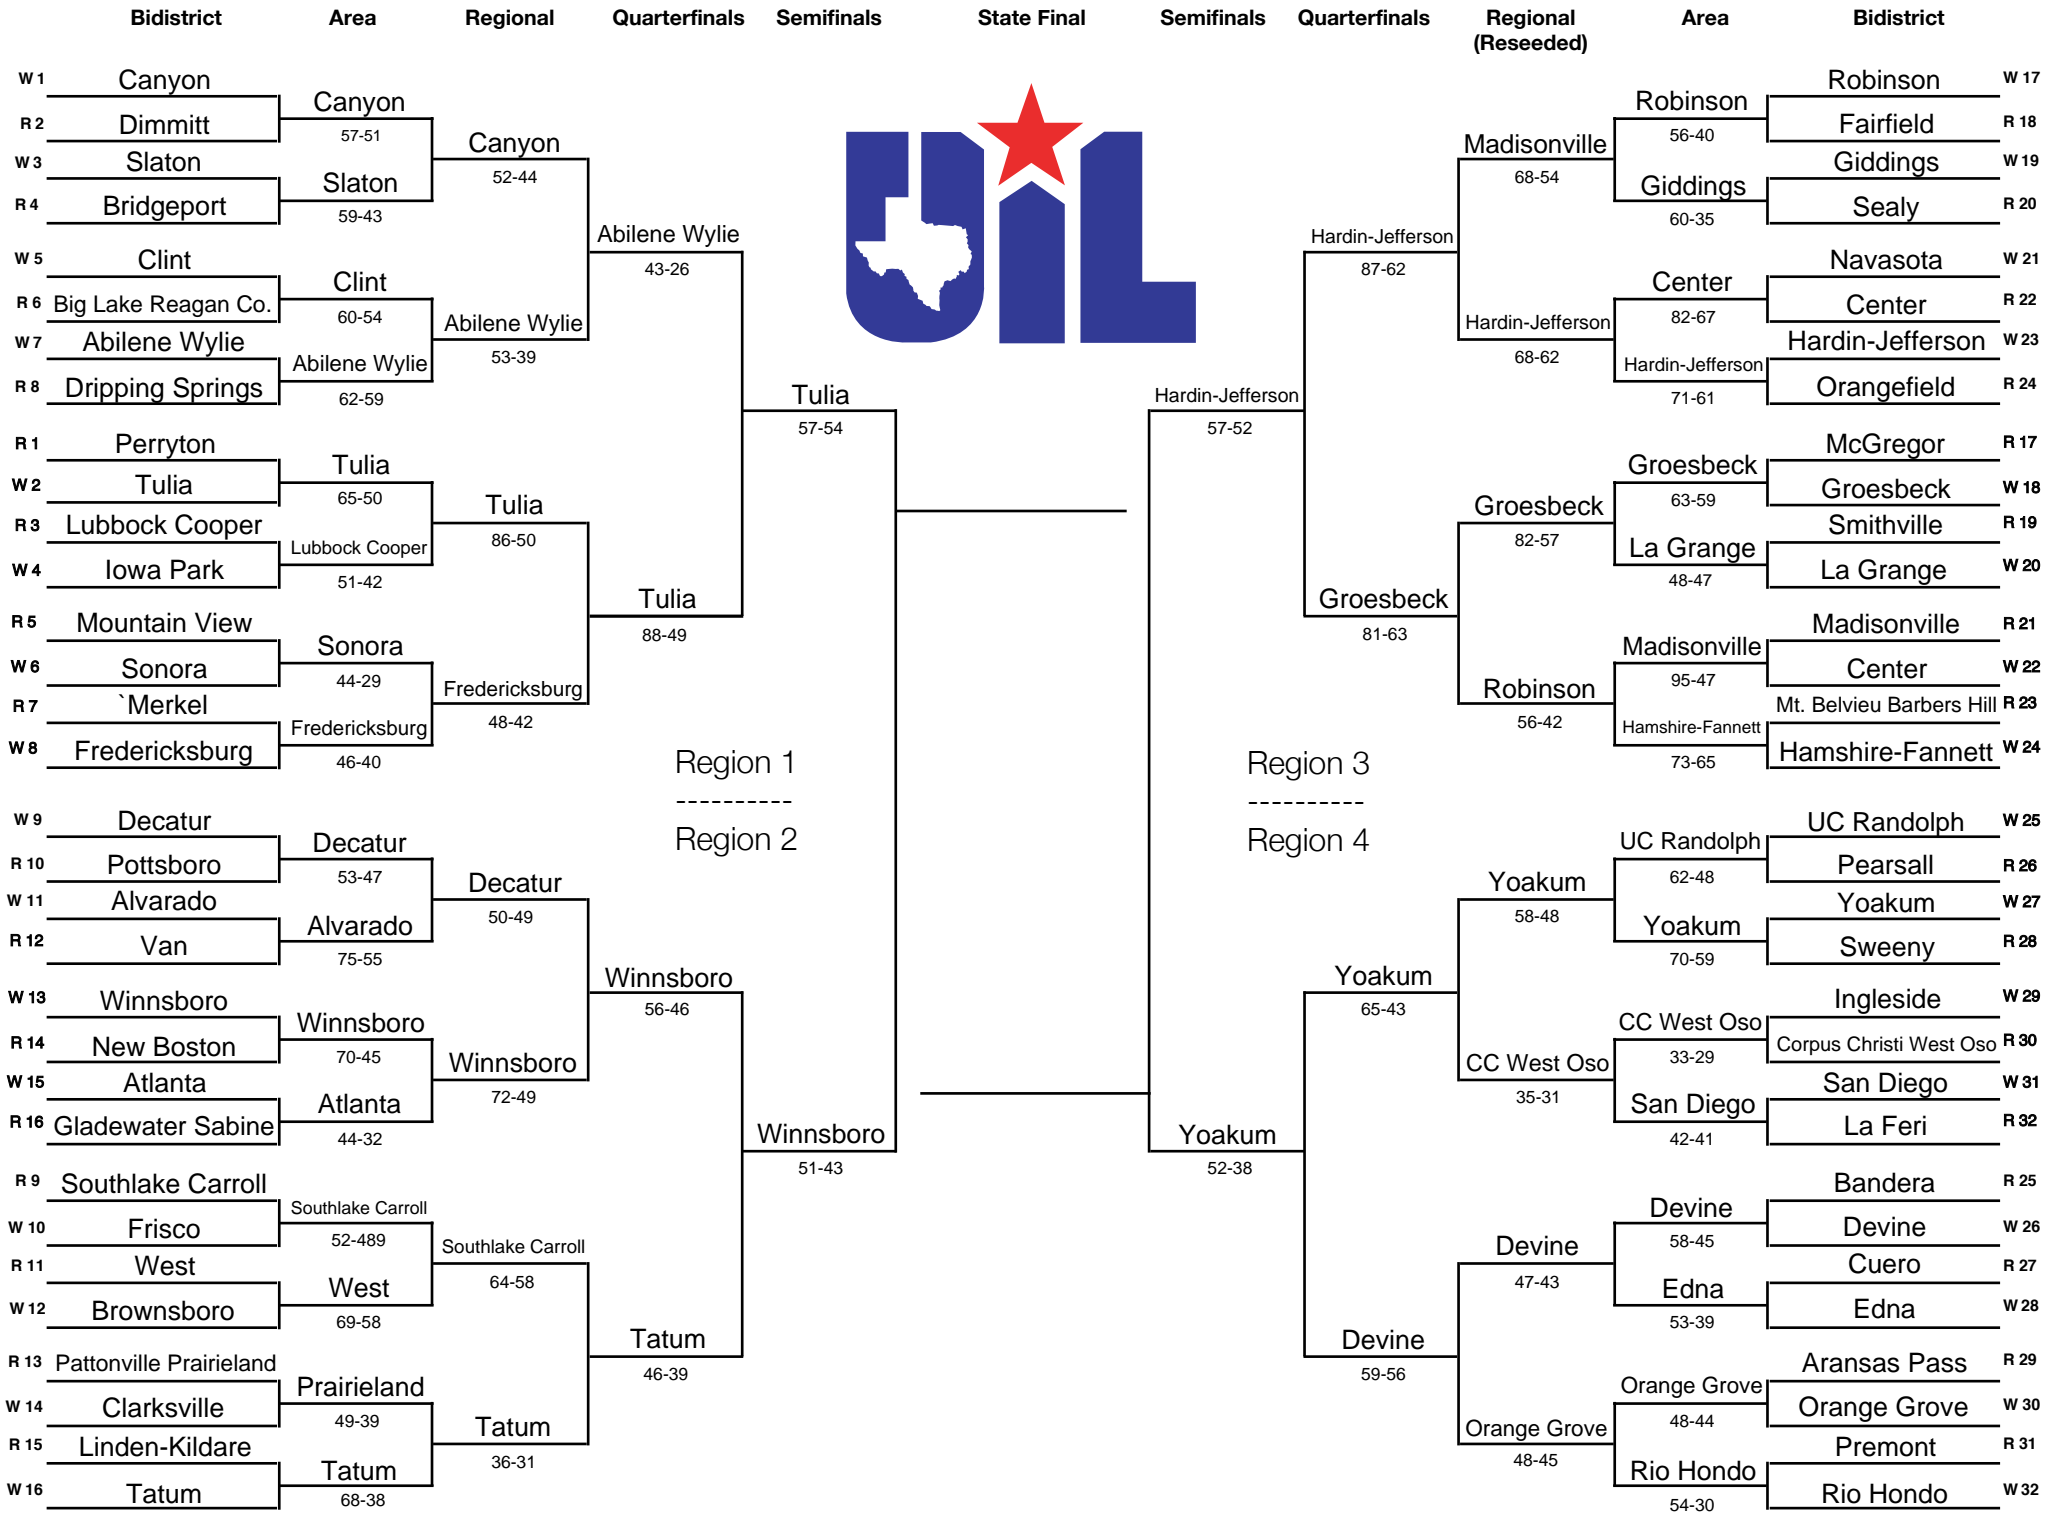 Bidistrict Area Regional Quarterfinals Semifinals State Final Semifinals Quarterfinals Regional (Reseeded) Area Bidistrict
W 1 Canyon
R 2 Dimmitt
W 3 Slaton
R 4 Bridgeport
W 5 Clint
R 6 Big Lake Reagan Co.
W 7 Abilene Wylie
R 8 Dripping Springs
R 1 Perryton
W 2 Tulia
R 3 Lubbock Cooper
W 4 Iowa Park
R 5 Mountain View
W 6 Sonora
R 7 `Merkel
W 8 Fredericksburg
W 9 Decatur
R 10 Pottsboro
W 11 Alvarado
R 12 Van
W 13 Winnsboro
R 14 New Boston
W 15 Atlanta
R 16 Gladewater Sabine
R 9 Southlake Carroll
W 10 Frisco
R 11 West
W 12 Brownsboro
R 13 Pattonville Prairieland
W 14 Clarksville
R 15 Linden-Kildare
W 16 Tatum
Canyon
57-51
Slaton
59-43
Clint
60-54
Abilene Wylie
62-59
Tulia
65-50
Lubbock Cooper
51-42
Sonora
44-29
Fredericksburg
46-40
Decatur
53-47
Alvarado
75-55
Winnsboro
70-45
Atlanta
44-32
Southlake Carroll
52-489
West
69-58
Prairieland
49-39
Tatum
68-38
Canyon
52-44
Abilene Wylie
53-39
Tulia
86-50
Fredericksburg
48-42
Decatur
50-49
Winnsboro
72-49
Southlake Carroll
64-58
Tatum
36-31
Abilene Wylie
43-26
Tulia
88-49
Region 1
----------
Region 2
Winnsboro
56-46
Tatum
46-39
Tulia
57-54
Winnsboro
51-43
UIL
Hardin-Jefferson
57-52
Yoakum
52-38
Hardin-Jefferson
87-62
Groesbeck
81-63
Region 3
----------
Region 4
Yoakum
65-43
Devine
59-56
Madisonville
68-54
Hardin-Jefferson
68-62
Groesbeck
82-57
Robinson
56-42
Yoakum
58-48
CC West Oso
35-31
Devine
47-43
Orange Grove
48-45
Robinson
56-40
Giddings
60-35
Center
82-67
Hardin-Jefferson
71-61
Groesbeck
63-59
La Grange
48-47
Madisonville
95-47
Hamshire-Fannett
73-65
UC Randolph
62-48
Yoakum
70-59
CC West Oso
33-29
San Diego
42-41
Devine
58-45
Edna
53-39
Orange Grove
48-44
Rio Hondo
54-30
Robinson W 17
Fairfield R 18
Giddings W 19
Sealy R 20
Navasota W 21
Center R 22
Hardin-Jefferson W 23
Orangefield R 24
McGregor R 17
Groesbeck W 18
Smithville R 19
La Grange W 20
Madisonville R 21
Center W 22
Mt. Belvieu Barbers Hill R 23
Hamshire-Fannett W 24
UC Randolph W 25
Pearsall R 26
Yoakum W 27
Sweeny R 28
Ingleside W 29
Corpus Christi West Oso R 30
San Diego W 31
La Feri R 32
Bandera R 25
Devine W 26
Cuero R 27
Edna W 28
Aransas Pass R 29
Orange Grove W 30
Premont R 31
Rio Hondo W 32